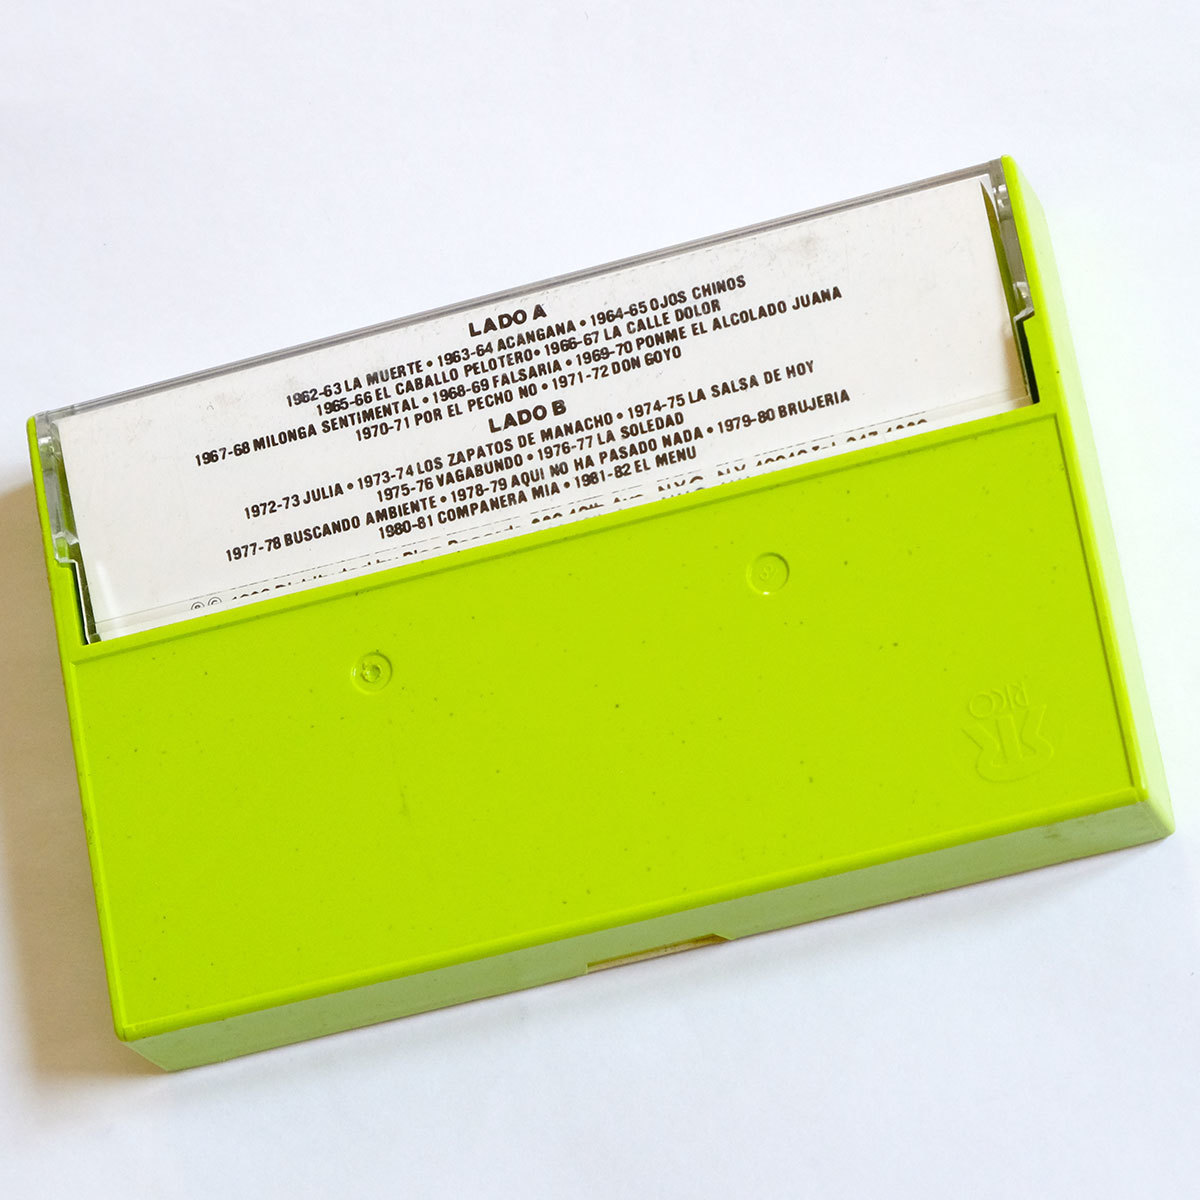 LADO A
1962-63 LA MUERTE • 1963-64 ACANGANA • 1964-65 OJOS CHINOS
1965-66 EL CABALLO PELOTERO • 1966-67 LA CALLE DOLOR
1967-68 MILONGA SENTIMENTAL • 1968-69 FALSARIA • 1969-70 PONME EL ALCOLADO JUANA
1970-71 POR EL PECHO NO • 1971-72 DON GOYO
LADO B
1972-73 JULIA • 1973-74 LOS ZAPATOS DE MANACHO • 1974-75 LA SALSA DE HOY
1975-76 VAGABUNDO • 1976-77 LA SOLEDAD
1977-78 BUSCANDO AMBIENTE • 1978-79 AQUI NO HA PASADO NADA • 1979-80 BRUJERIA
1980-81 COMPANERA MIA • 1981-82 EL MENU
RICO